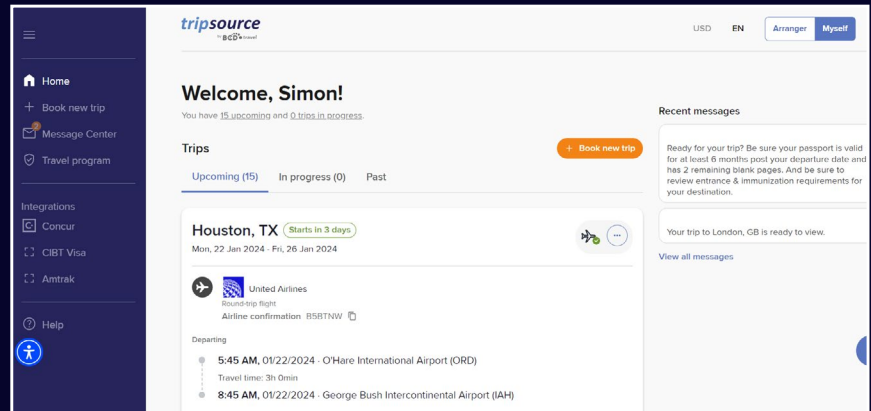 tripsource
by BCD travel
USD EN Arranger Myself
Home
Book new trip
2
Message Center
Travel program
Integrations
Concur
CIBT Visa
Amtrak
Help
Welcome, Simon!
You have 15 upcoming and 0 trips in progress.
Trips
+ Book new trip
Upcoming (15) In progress (0) Past
Houston, TX Starts in 3 days
Mon, 22 Jan 2024 - Fri, 26 Jan 2024
United Airlines
Round-trip flight
Airline confirmation B5BTNW
Departing
5:45 AM, 01/22/2024 - O'Hare International Airport (ORD)
Travel time: 3h 0min
8:45 AM, 01/22/2024 - George Bush Intercontinental Airport (IAH)
Recent messages
Ready for your trip? Be sure your passport is valid
for at least 6 months post your departure date and
has 2 remaining blank pages. And be sure to
review entrance & immunization requirements for
your destination.
Your trip to London, GB is ready to view.
View all messages